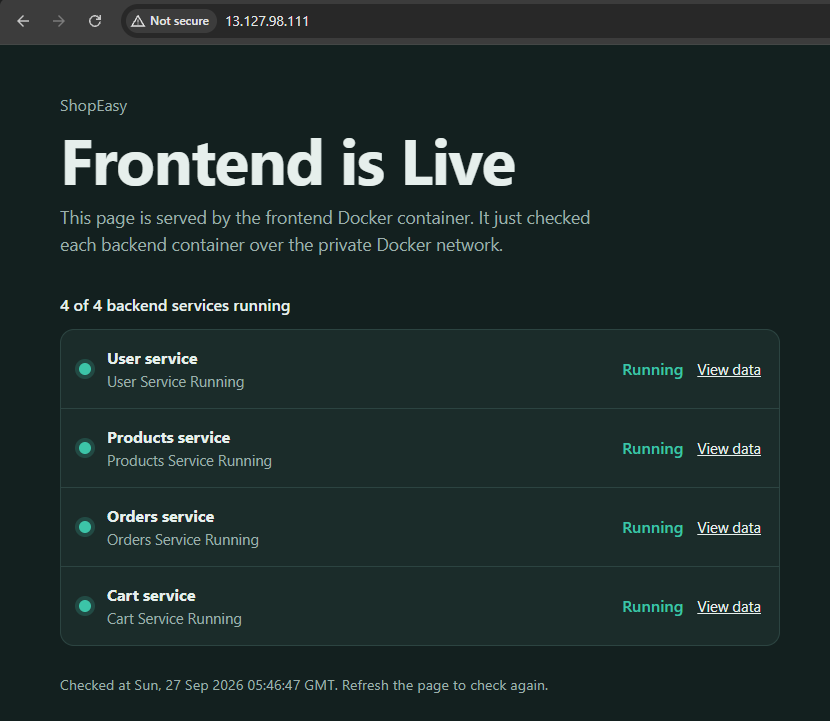 Not secure 13.127.98.111
ShopEasy
Frontend is Live
This page is served by the frontend Docker container. It just checked
each backend container over the private Docker network.
4 of 4 backend services running
User service
User Service Running
Running View data
Products service
Products Service Running
Running View data
Orders service
Orders Service Running
Running View data
Cart service
Cart Service Running
Running View data
Checked at Sun, 27 Sep 2026 05:46:47 GMT. Refresh the page to check again.